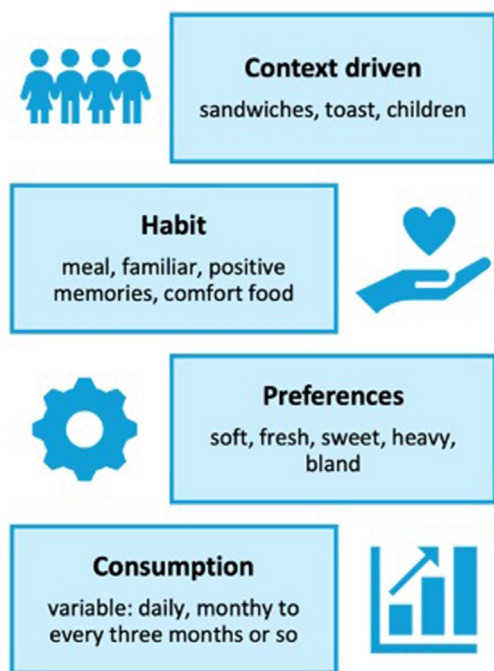 Context driven
sandwiches, toast, children
Habit
meal, familiar, positive
memories, comfort food
Preferences
soft, fresh, sweet, heavy,
bland
Consumption
variable: daily, monthy to
every three months or so